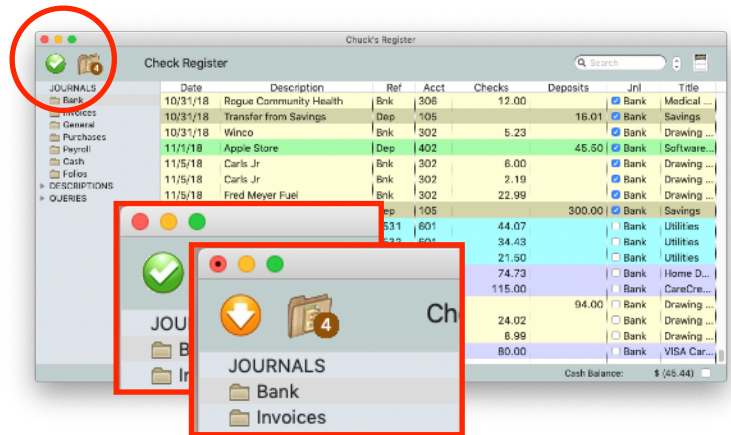 Chuck's Register
4
Check Register
Search
JOURNALS
Date Description Ref Acct Checks Deposits Jnl Title
Bank
10/31/18 Rogue Community Health Bnk 306 12.00 Bank Medical ...
Invoices
10/31/18 Transfer from Savings Dep 105 16.01 Bank Savings
General
10/31/18 Winco Bnk 302 5.23 Bank Drawing ...
Purchases
Payroll
11/1/18 Apple Store Dep 402 45.50 Bank Software...
Cash
11/5/18 Carls Jr Bnk 302 6.00 Bank Drawing ...
Folios
11/5/18 Carls Jr Bnk 302 2.19 Bank Drawing ...
DESCRIPTIONS
QUERIES
11/5/18 Fred Meyer Fuel Bnk 302 22.99 Bank Drawing ...
105 300.00 Bank Savings
601 44.07 Bank Utilities
34.43 Bank Utilities
21.50 Bank Utilities
74.73 Bank Home D...
115.00 Bank CareCre...
94.00 Bank Drawing ...
24.02 Bank Drawing ...
8.99 Bank Drawing ...
80.00 Bank VISA Car...
Cash Balance: $ (46.44)
JOU
B
4
Ch
JOURNALS
Bank
Invoices